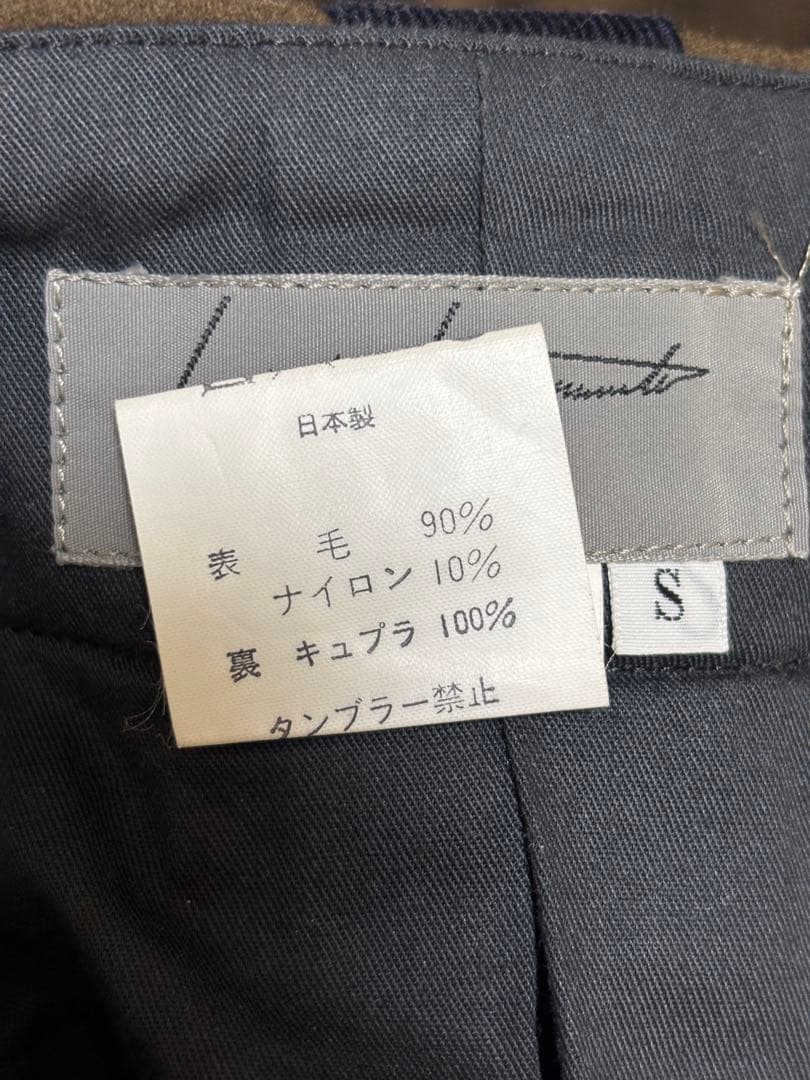 日本製
表 毛 90%
ナイロン 10%
裏 キュプラ 100%
タンブラー禁止
S